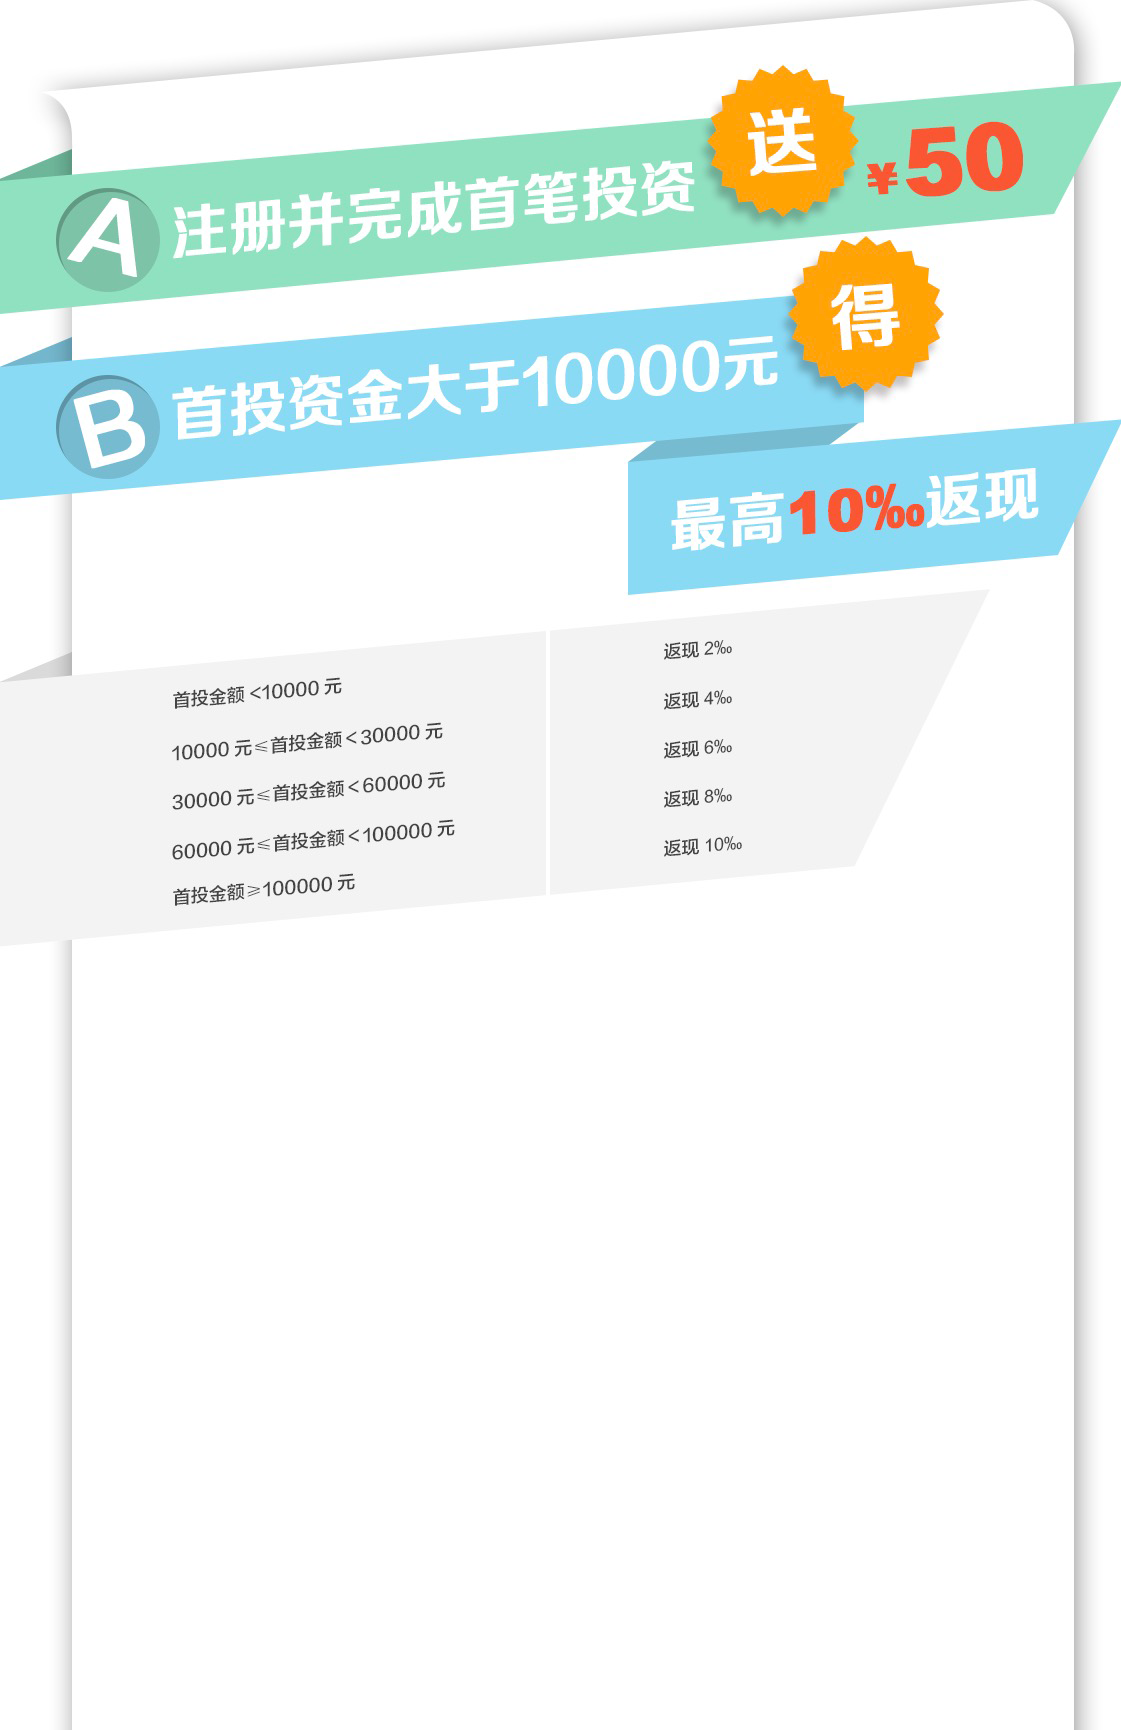 A 注册并完成首笔投资 送 ¥50
B 首投资金大于10000元 得
最高10‰返现
首投金额 <10000 元 返现 2‰
10000 元≤首投金额<30000 元 返现 4‰
30000 元≤首投金额<60000 元 返现 6‰
60000 元≤首投金额<100000 元 返现 8‰
首投金额≥100000 元 返现 10‰